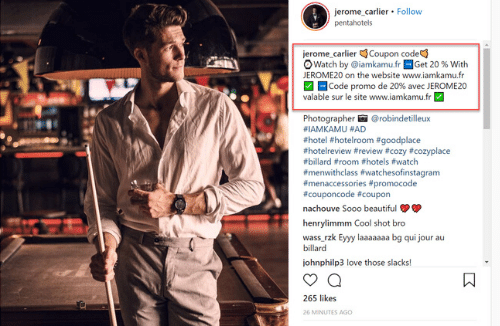 jerome_carlier • Follow
pentahotels
jerome_carlier Coupon code
Watch by @iamkamu.fr ➡Get 20 % With
JEROME20 on the website www.iamkamu.fr
✅ ➡Code promo de 20% avec JEROME20
valable sur le site www.iamkamu.fr ✅
Photographer 📷 @robindetilleux
#IAMKAMU #AD
#hotel #hotelroom #goodplace
#hotelreview #review #cozy #cozyplace
#billard #room #hotels #watch
#menwithclass #watchesofinstagram
#menaccessories #promocode
#couponcode #coupon
nachouve Sooo beautiful 💖💖
henrylimmmm Cool shot bro
wass_rzk Eyyy laaaaaaa bg qui jour au
billard
johnphilp3 love those slacks!
265 likes
26 MINUTES AGO